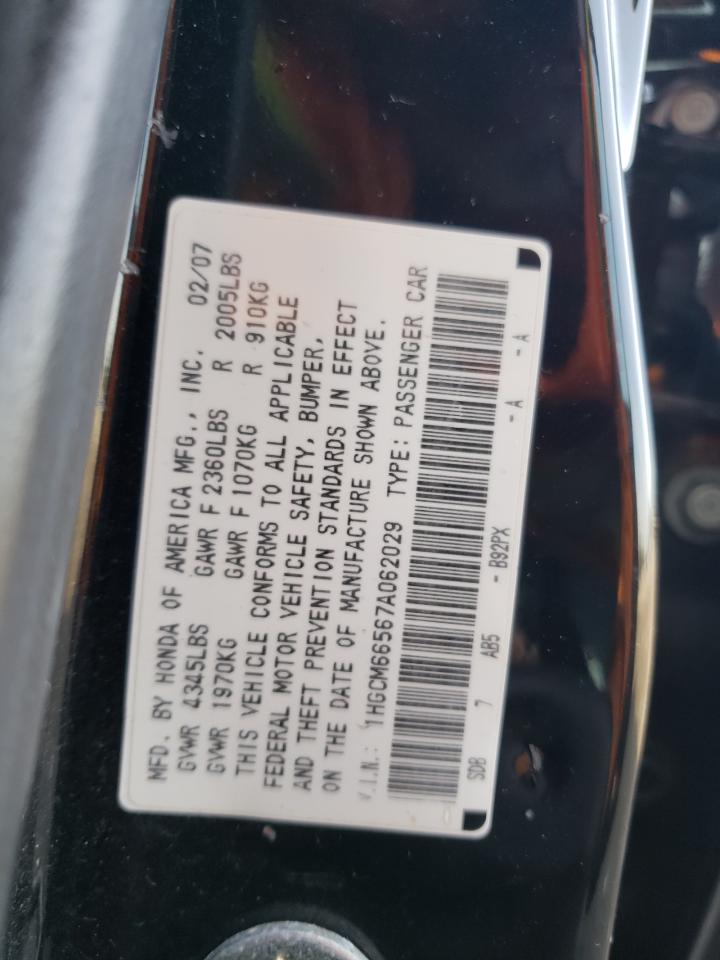 MFD. BY HONDA OF AMERICA MFG., INC. 02/07
GVWR 4345LBS GAWR F 2360LBS R 2005LBS
GVWR 1970KG GAWR F 1070KG R 910KG
THIS VEHICLE CONFORMS TO ALL APPLICABLE
FEDERAL MOTOR VEHICLE SAFETY, BUMPER,
AND THEFT PREVENTION STANDARDS IN EFFECT
ON THE DATE OF MANUFACTURE SHOWN ABOVE.
V.I.N.: 1HGCM66567A062029 TYPE: PASSENGER CAR
SDB 7 AB5 - B92PX - A - A